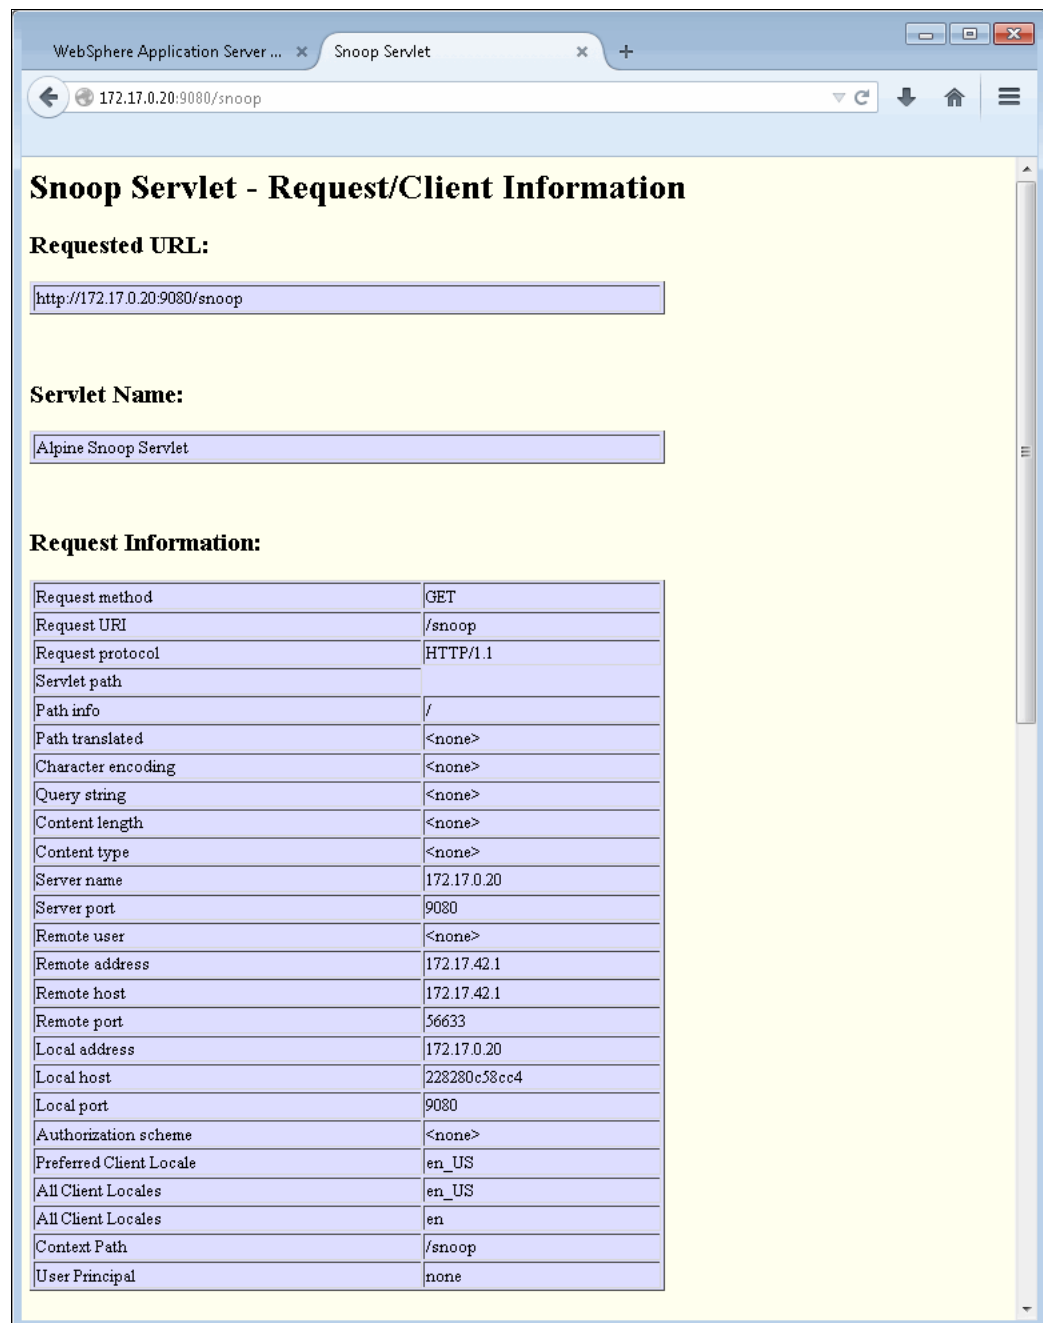 WebSphere Application Server ... × Snoop Servlet × +
172.17.0.20:9080/snoop
Snoop Servlet - Request/Client Information
Requested URL:
http://172.17.0.20:9080/snoop
Servlet Name:
Alpine Snoop Servlet
Request Information:
Request method GET
Request URI /snoop
Request protocol HTTP/1.1
Servlet path
Path info /
Path translated <none>
Character encoding <none>
Query string <none>
Content length <none>
Content type <none>
Server name 172.17.0.20
Server port 9080
Remote user <none>
Remote address 172.17.42.1
Remote host 172.17.42.1
Remote port 56633
Local address 172.17.0.20
Local host 228280c58cc4
Local port 9080
Authorization scheme <none>
Preferred Client Locale en_US
All Client Locales en_US
All Client Locales en
Context Path /snoop
User Principal none